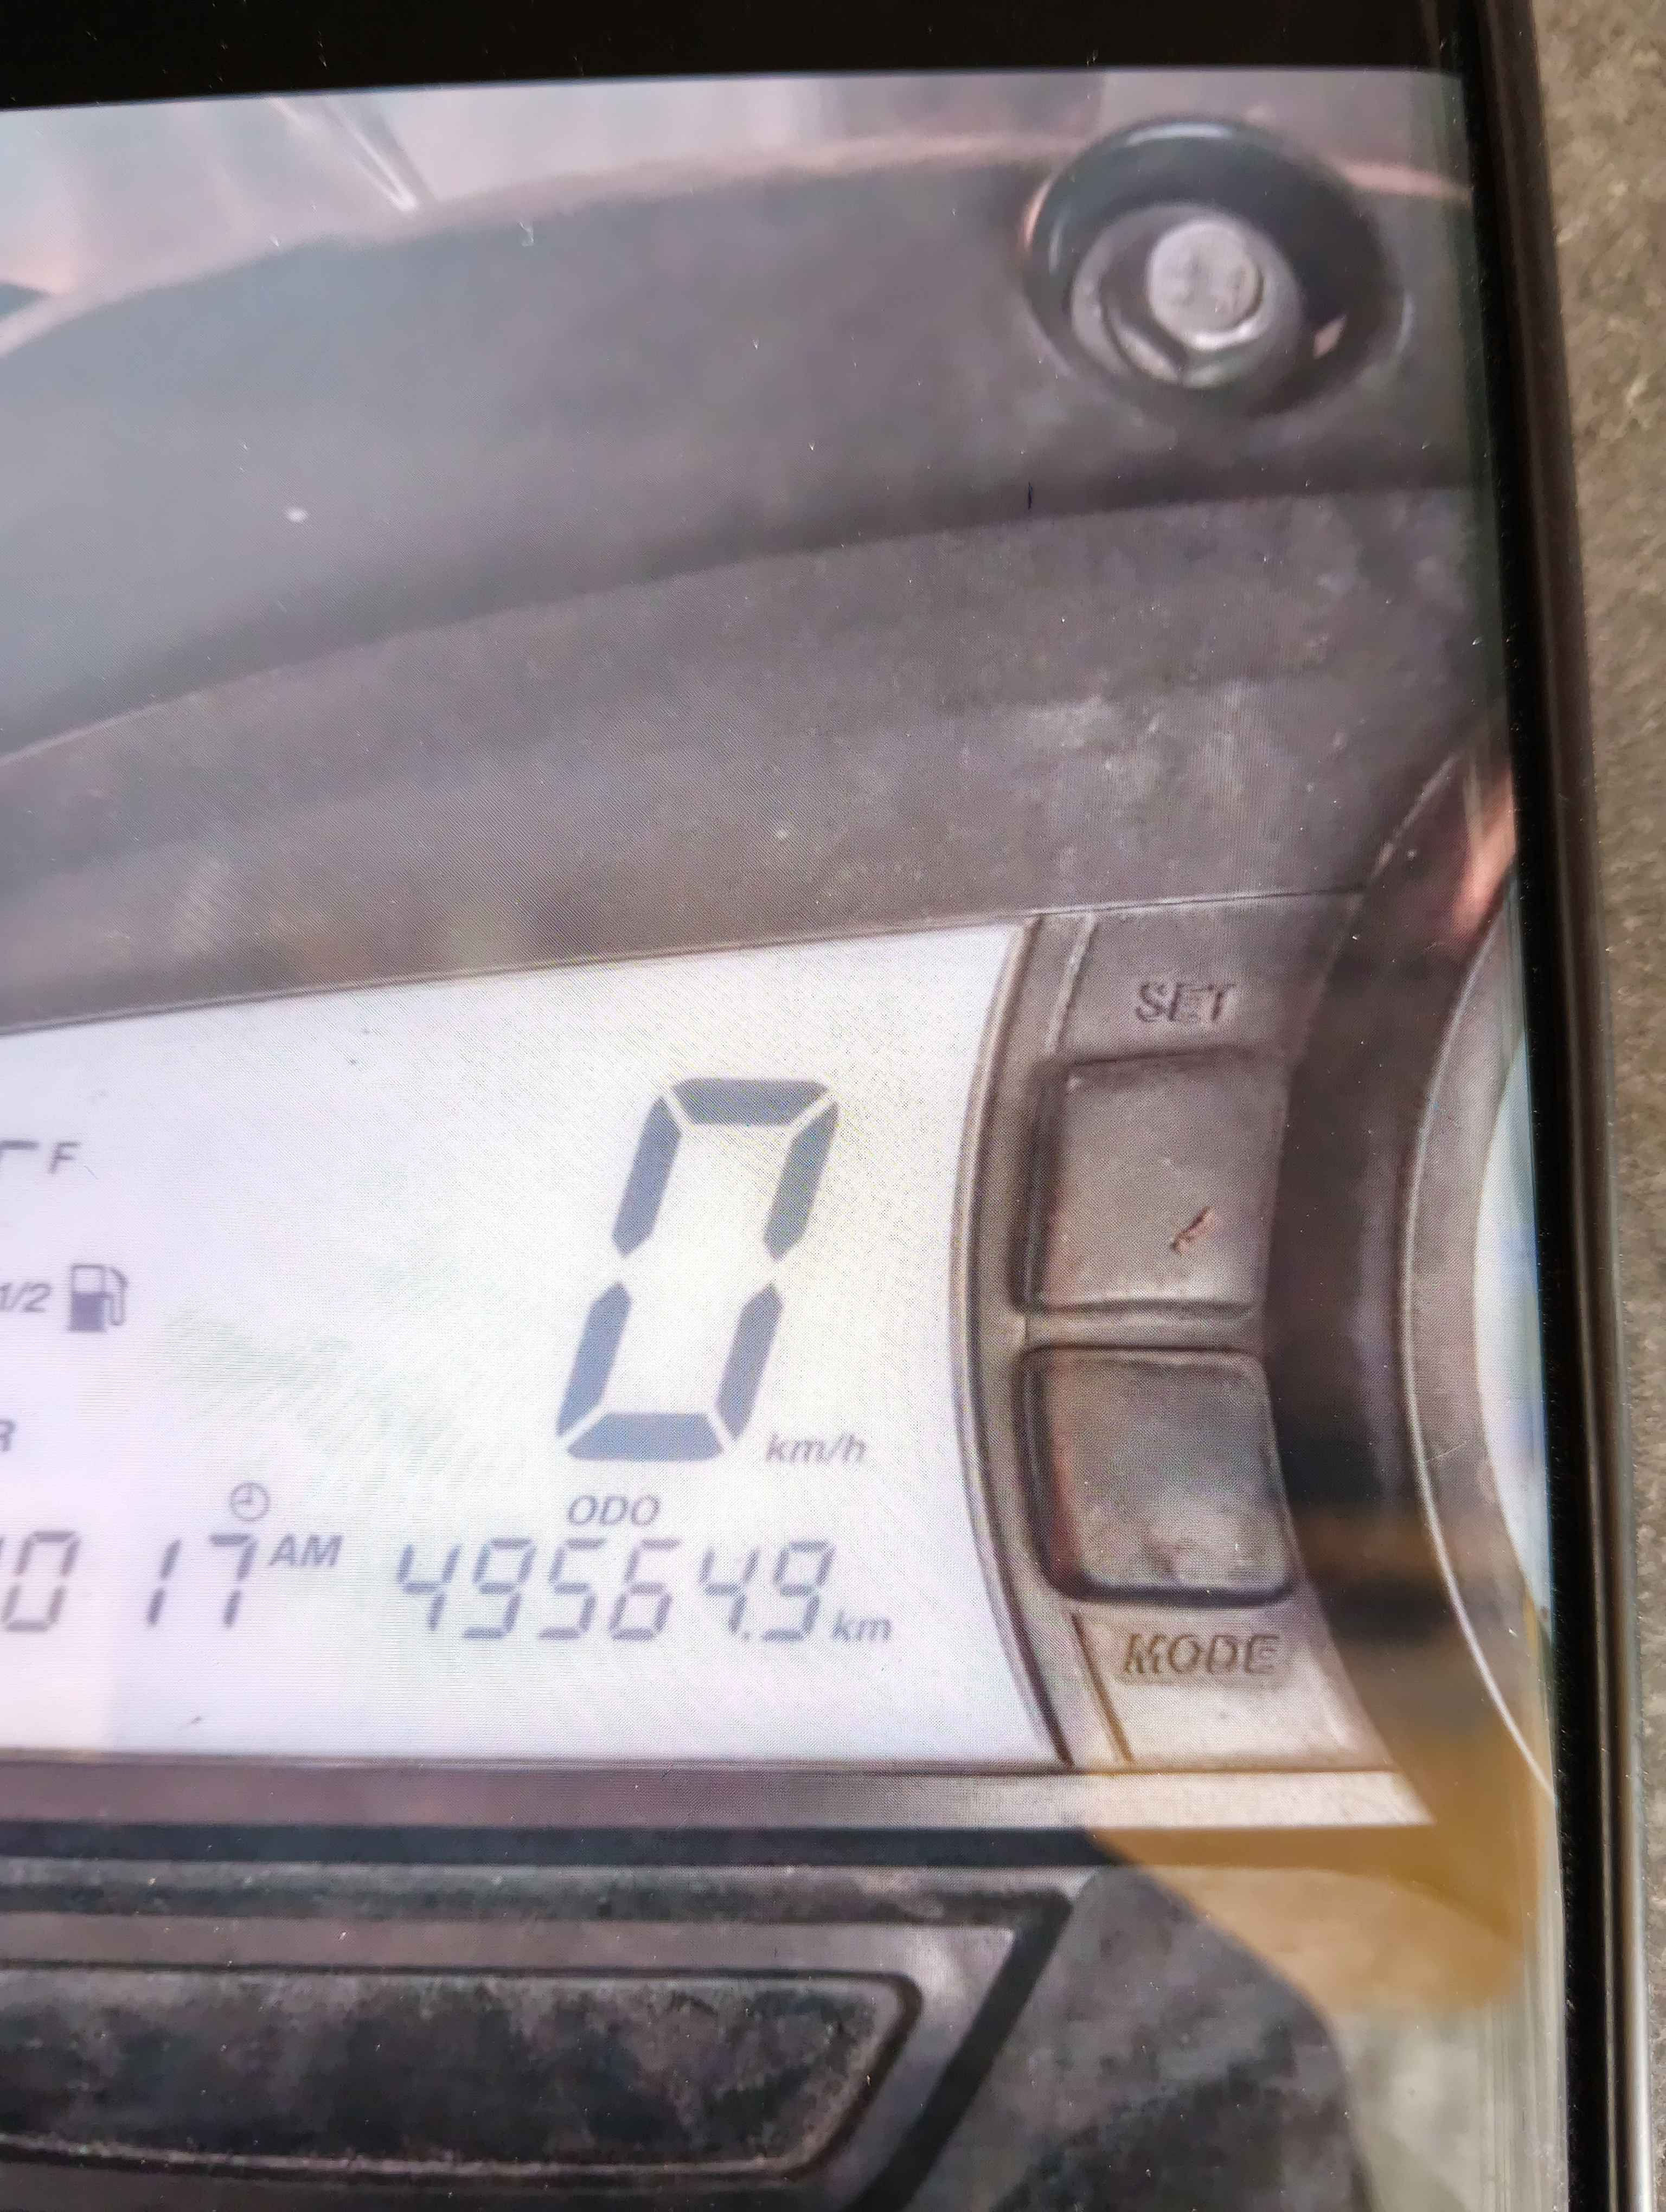 SET
F
0
1/2
km/h
R
ODO
17 AM 49564.9 km
MODE